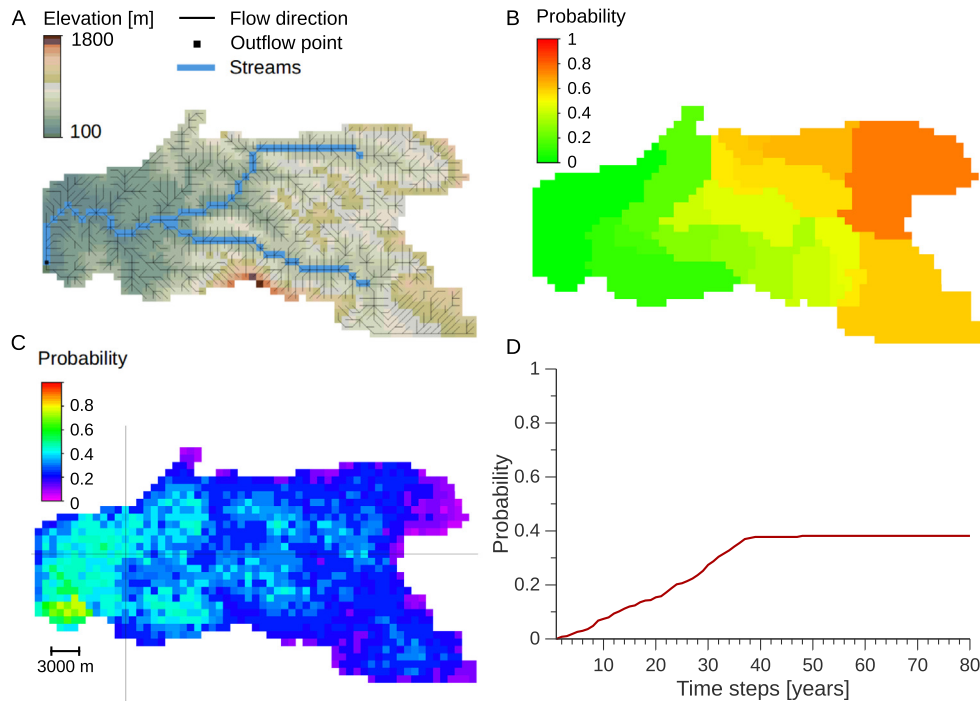 A
Elevation [m]
1800
100
Flow direction
Outflow point
Streams
B
Probability
1
0.8
0.6
0.4
0.2
0
C
Probability
0.8
0.6
0.4
0.2
0
3000 m
D
1
0.8
0.6
0.4
0.2
0
Probability
10 20 30 40 50 60 70 80
Time steps [years]